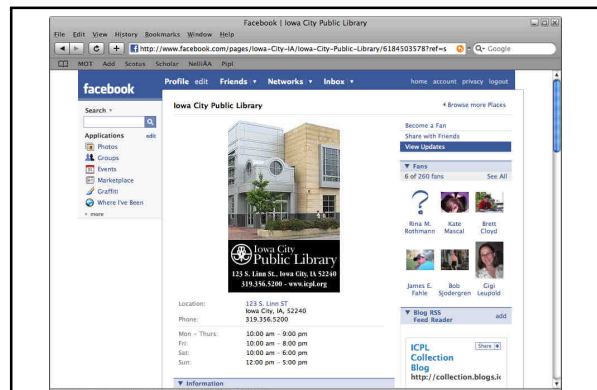 Facebook | Iowa City Public Library
File Edit View History Bookmarks Window Help
http://www.facebook.com/pages/Iowa-City-IA/Iowa-City-Public-Library/6184503578?ref=s
Google
MOT Add Scotus Scholar NelliÄÄ Pipl
facebook
Profile edit Friends Networks Inbox
home account privacy logout
Search
Applications edit
Photos
Groups
Events
Marketplace
Graffiti
Where I've Been
more
Iowa City Public Library
Browse more Places
Iowa City
Public Library
123 S. Linn St., Iowa City, IA 52240
319.356.5200 - www.icpl.org
Location: 123 S. Linn ST
Iowa City, IA, 52240
Phone: 319.356.5200
Mon - Thurs: 10:00 am - 9:00 pm
Fri: 10:00 am - 8:00 pm
Sat: 10:00 am - 6:00 pm
Sun: 12:00 pm - 5:00 pm
Information
Become a Fan
Share with Friends
View Updates
Fans
6 of 260 fans See All
Rina M. Rothmann
Kate Mascal
Brett Cloyd
James E. Fahle
Bob Sjodergren
Gigi Leupold
Blog RSS
Feed Reader add
ICPL Share
Collection
Blog
http://collection.blogs.ic